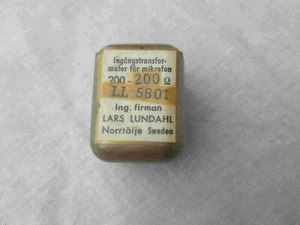 Ingångstransfor-
mator för mikrofon
200-200 Ω
LL 5801
Ing. firman
LARS LUNDAHL
Norrtälje Sweden